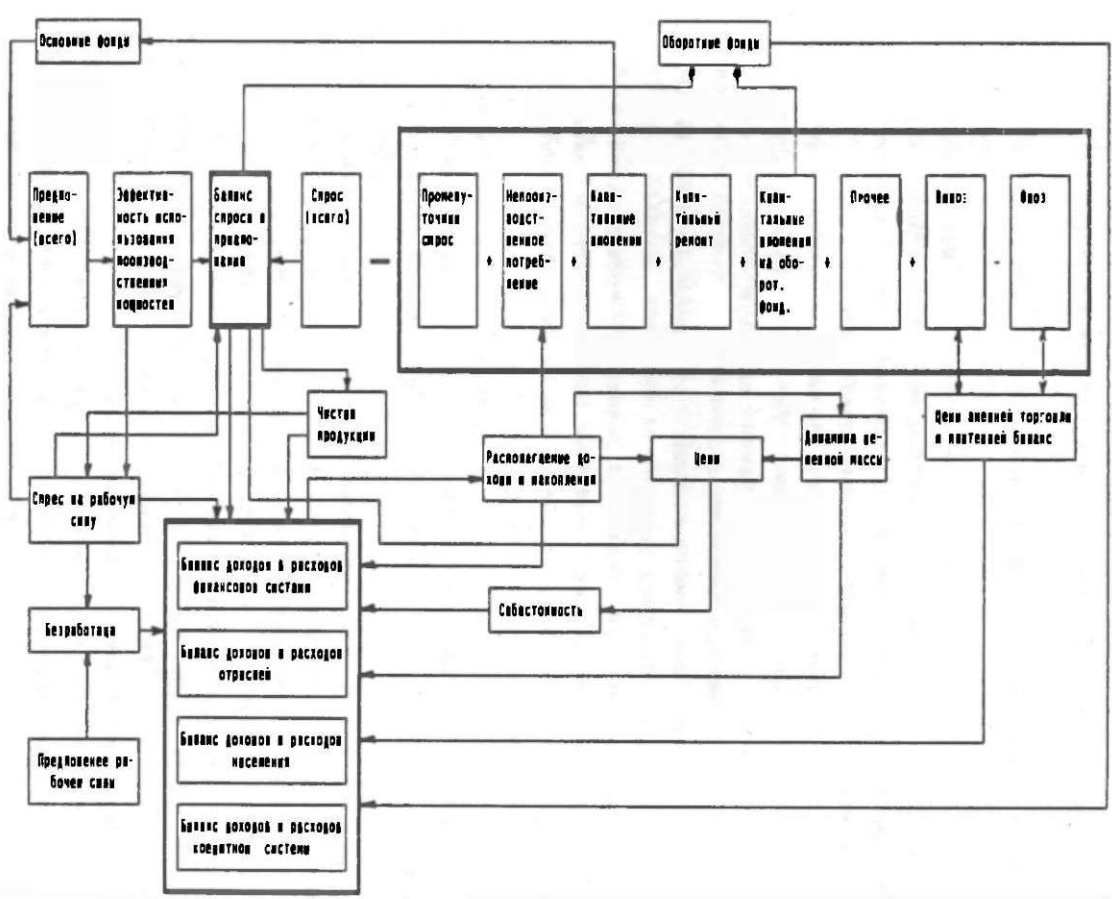 Основные фонды
Оборотные фонды
Предло-
жение
(всего)
Эффектив-
ность испо-
льзования
производ-
ственных
мощностей
Баланс
спроса и
предло-
жения
Спрос
(всего)
Промежу-
точный
спрос
Непроиз-
водст-
венное
потреб-
ление
Капи-
тальные
вложения
Капи-
тальный
ремонт
Капи-
тальные
вложения
на обо-
рот.
фонд.
Прочее
Вывоз
Ввоз
+ + + + + + -
Чистая
продукция
Располагаемые до-
ходы и накопления
Цены
Динамика де-
нежной массы
Цены внешней торговли
и платежный баланс
Спрос на рабочую
силу
Баланс доходов и расходов
финансовой системы
Себестоимость
Безработица
Баланс доходов и расходов
отраслей
Баланс доходов и расходов
населения
Предложение ра-
бочей силы
Баланс доходов и расходов
кредитной системы